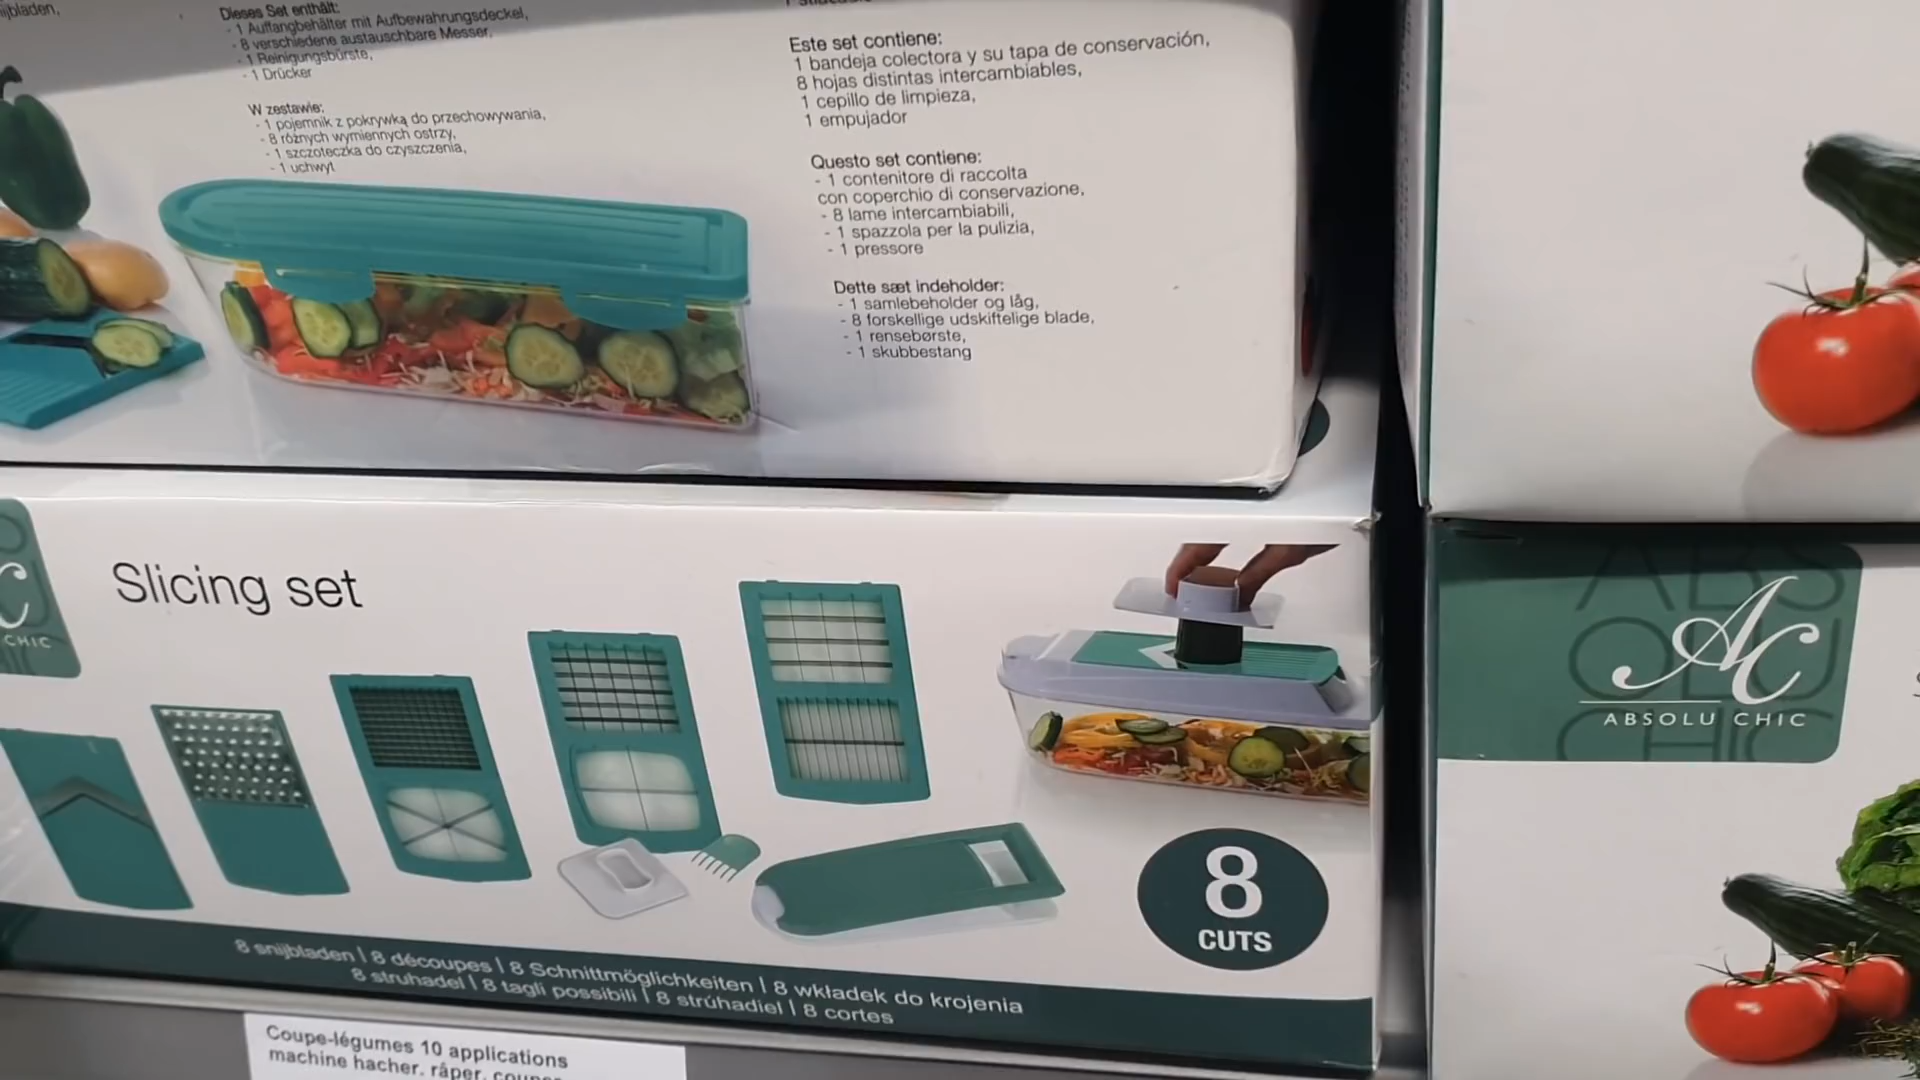 Dieses Set enthält:
- 1 Auffangbehälter mit Aufbewahrungsdeckel,
- 8 verschiedene austauschbare Messer,
- 1 Reinigungsbürste,
- 1 Drücker
W zestawie:
- 1 pojemnik z pokrywką do przechowywania,
- 8 różnych wymiennych ostrzy,
- 1 szczoteczka do czyszczenia,
- 1 uchwyt
Este set contiene:
1 bandeja colectora y su tapa de conservación,
8 hojas distintas intercambiables,
1 cepillo de limpieza,
1 empujador
Questo set contiene:
- 1 contenitore di raccolta
con coperchio di conservazione,
- 8 lame intercambiabili,
- 1 spazzola per la pulizia,
- 1 pressore
Dette sæt indeholder:
- 1 samlebeholder og låg,
- 8 forskellige udskiftelige blade,
- 1 rensebørste,
- 1 skubbestang
CHIC
Slicing set
8
CUTS
8 snijbladen | 8 découpes | 8 Schnittmöglichkeiten | 8 wkładek do krojenia
8 struhadel | 8 tagli possibili | 8 strúhadiel | 8 cortes
AC
ABSOLU CHIC
Coupe-légumes 10 applications
machine hacher, râper,